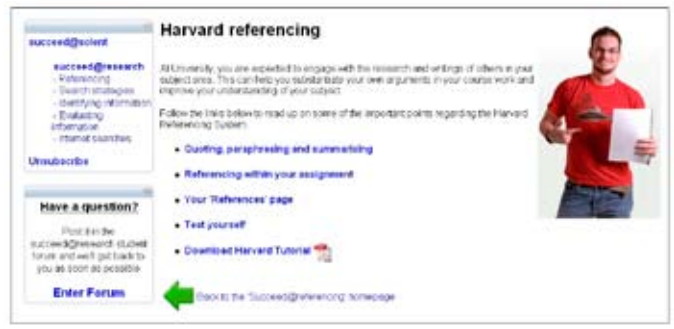 succeed@solent
succeed@research
- Referencing
- Search strategies
- Identifying information
- Evaluating
information
- Internet searches
Unsubscribe
Have a question?
Post it in the
succeed@research student
forum and we'll get back to
you as soon as possible
Enter Forum
Harvard referencing
At University, you are expected to engage with the research and writings of others in your
subject area. This can help you substantiate your own arguments in your course work and
improve your understanding of your subject.
Follow the links below to read up on some of the important points regarding the Harvard
Referencing System.
• Quoting, paraphrasing and summarising
• Referencing within your assignment
• Your 'References' page
• Test yourself
• Download Harvard Tutorial
Back to the 'Succeed@referencing' homepage